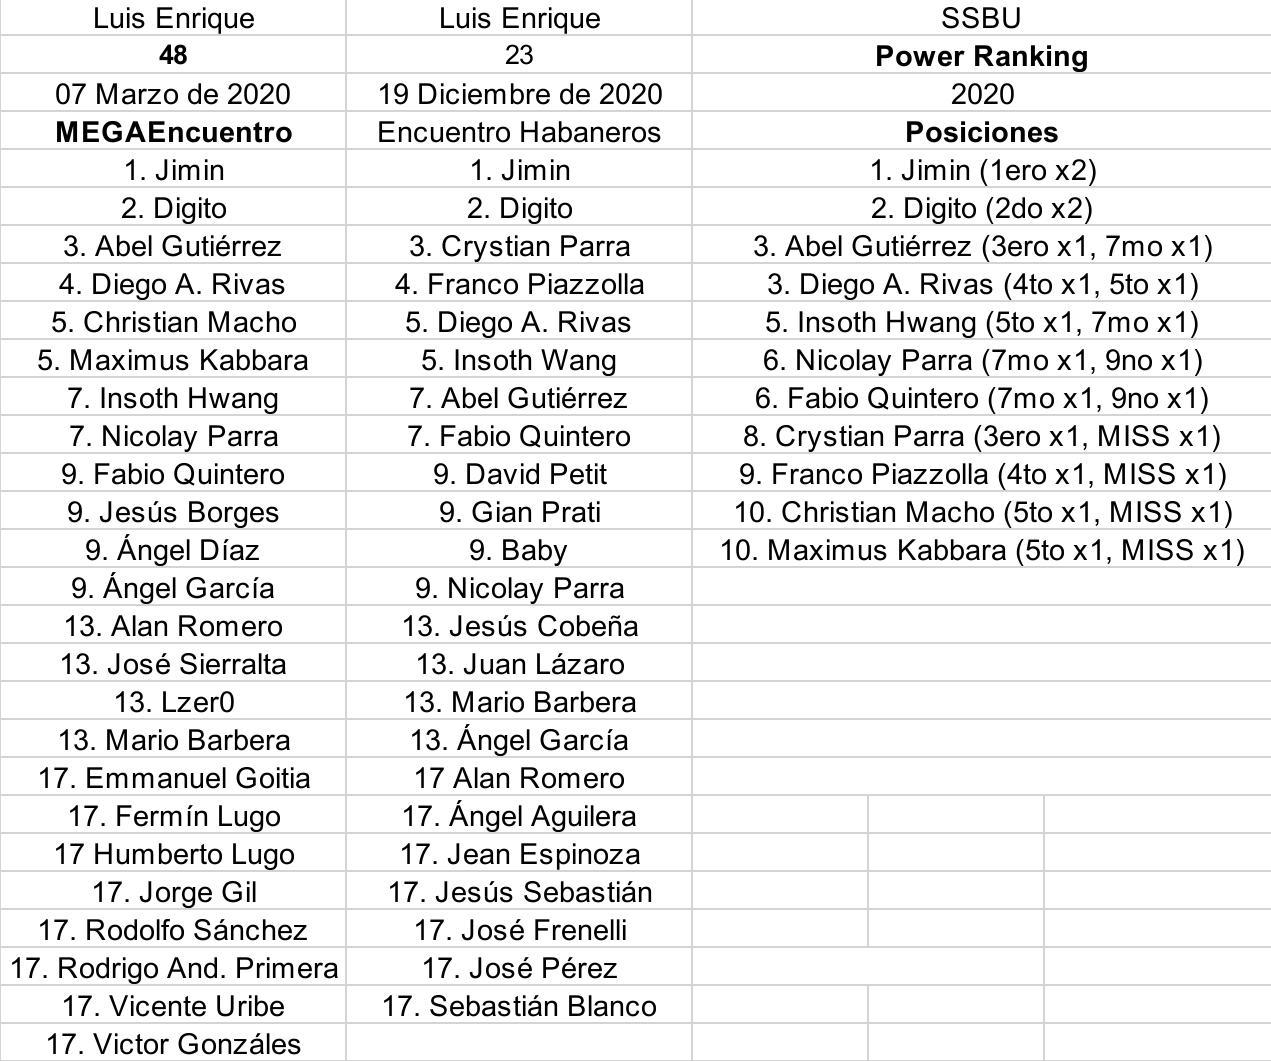 Luis Enrique Luis Enrique SSBU
48 23 Power Ranking
07 Marzo de 2020 19 Diciembre de 2020 2020
MEGAEncuentro Encuentro Habaneros Posiciones
1. Jimin 1. Jimin 1. Jimin (1ero x2)
2. Digito 2. Digito 2. Digito (2do x2)
3. Abel Gutiérrez 3. Crystian Parra 3. Abel Gutiérrez (3ero x1, 7mo x1)
4. Diego A. Rivas 4. Franco Piazzolla 3. Diego A. Rivas (4to x1, 5to x1)
5. Christian Macho 5. Diego A. Rivas 5. Insoth Hwang (5to x1, 7mo x1)
5. Maximus Kabbara 5. Insoth Wang 6. Nicolay Parra (7mo x1, 9no x1)
7. Insoth Hwang 7. Abel Gutiérrez 6. Fabio Quintero (7mo x1, 9no x1)
7. Nicolay Parra 7. Fabio Quintero 8. Crystian Parra (3ero x1, MISS x1)
9. Fabio Quintero 9. David Petit 9. Franco Piazzolla (4to x1, MISS x1)
9. Jesús Borges 9. Gian Prati 10. Christian Macho (5to x1, MISS x1)
9. Ángel Díaz 9. Baby 10. Maximus Kabbara (5to x1, MISS x1)
9. Ángel García 9. Nicolay Parra
13. Alan Romero 13. Jesús Cobeña
13. José Sierralta 13. Juan Lázaro
13. Lzer0 13. Mario Barbera
13. Mario Barbera 13. Ángel García
17. Emmanuel Goitia 17 Alan Romero
17. Fermín Lugo 17. Ángel Aguilera
17 Humberto Lugo 17. Jean Espinoza
17. Jorge Gil 17. Jesús Sebastián
17. Rodolfo Sánchez 17. José Frenelli
17. Rodrigo And. Primera 17. José Pérez
17. Vicente Uribe 17. Sebastián Blanco
17. Victor Gonzáles